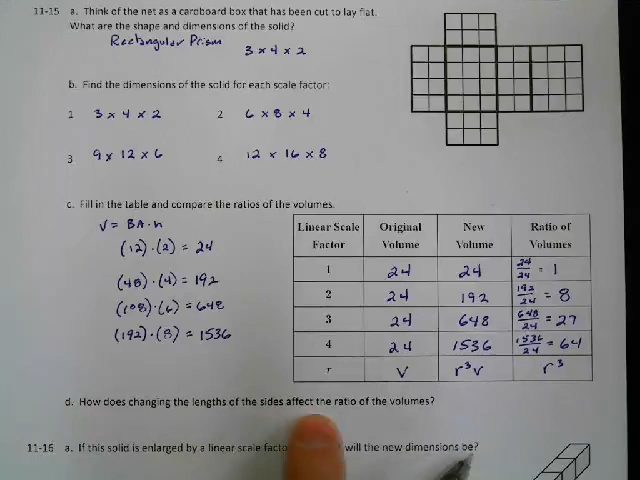 11-15 a. Think of the net as a cardboard box that has been cut to lay flat.
What are the shape and dimensions of the solid?
Rectangular Prism 3 x 4 x 2
b. Find the dimensions of the solid for each scale factor:
1 3 x 4 x 2 2 6 x 8 x 4
3 9 x 12 x 6 4 12 x 16 x 8
c. Fill in the table and compare the ratios of the volumes.
V = BA·h
(12)·(2) = 24
(48)·(4) = 192
(108)·(6) = 648
(192)·(8) = 1536
Linear Scale Factor Original Volume New Volume Ratio of Volumes
1 24 24 24/24 = 1
2 24 192 192/24 = 8
3 24 648 648/24 = 27
4 24 1536 1536/24 = 64
r V r³V r³
d. How does changing the lengths of the sides affect the ratio of the volumes?
11-16 a. If this solid is enlarged by a linear scale will the new dimensions be?